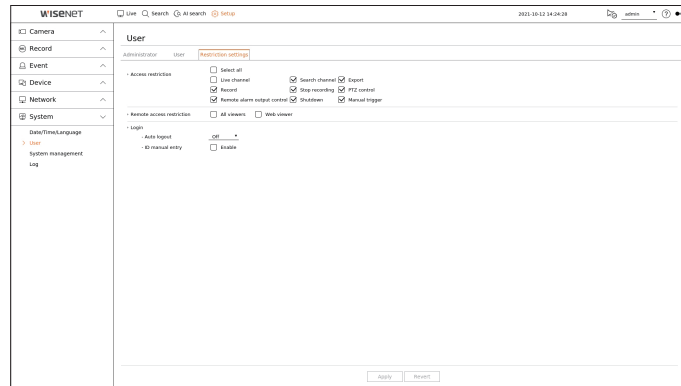 WISENET
Live Search AI search Setup 2021-10-12 14:24:28 admin ?
Camera
Record
Event
Device
Network
System
Date/Time/Language
> User
System management
Log
User
Administrator User Restriction settings
Access restriction
Select all
Live channel Search channel Export
Record Stop recording PTZ control
Remote alarm output control Shutdown Manual trigger
Remote access restriction All viewers Web viewer
Login
- Auto logout Off
- ID manual entry Enable
Apply Revert